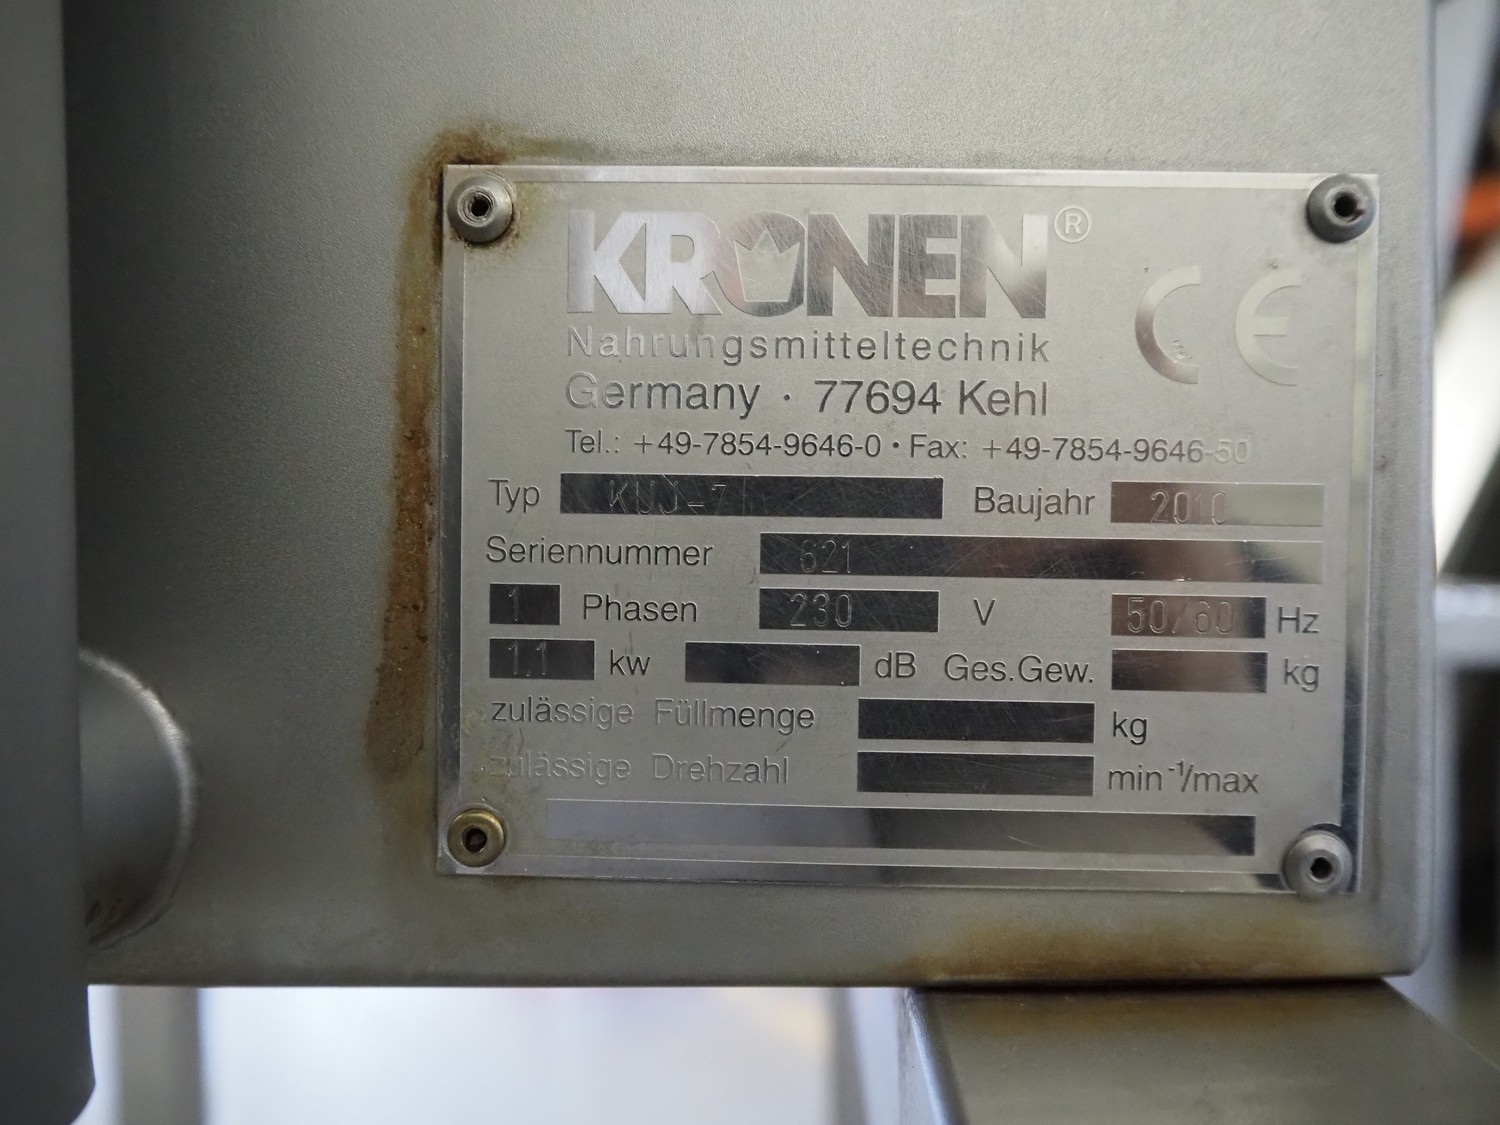 KRONEN®
CE
Nahrungsmitteltechnik
Germany · 77694 Kehl
Tel.: +49-7854-9646-0 · Fax: +49-7854-9646-50
Typ KUJ-7 Baujahr 2010
Seriennummer 621
1 Phasen 230 V 50/60 Hz
1.1 kw dB Ges.Gew. kg
zulässige Füllmenge kg
zulässige Drehzahl min⁻¹/max